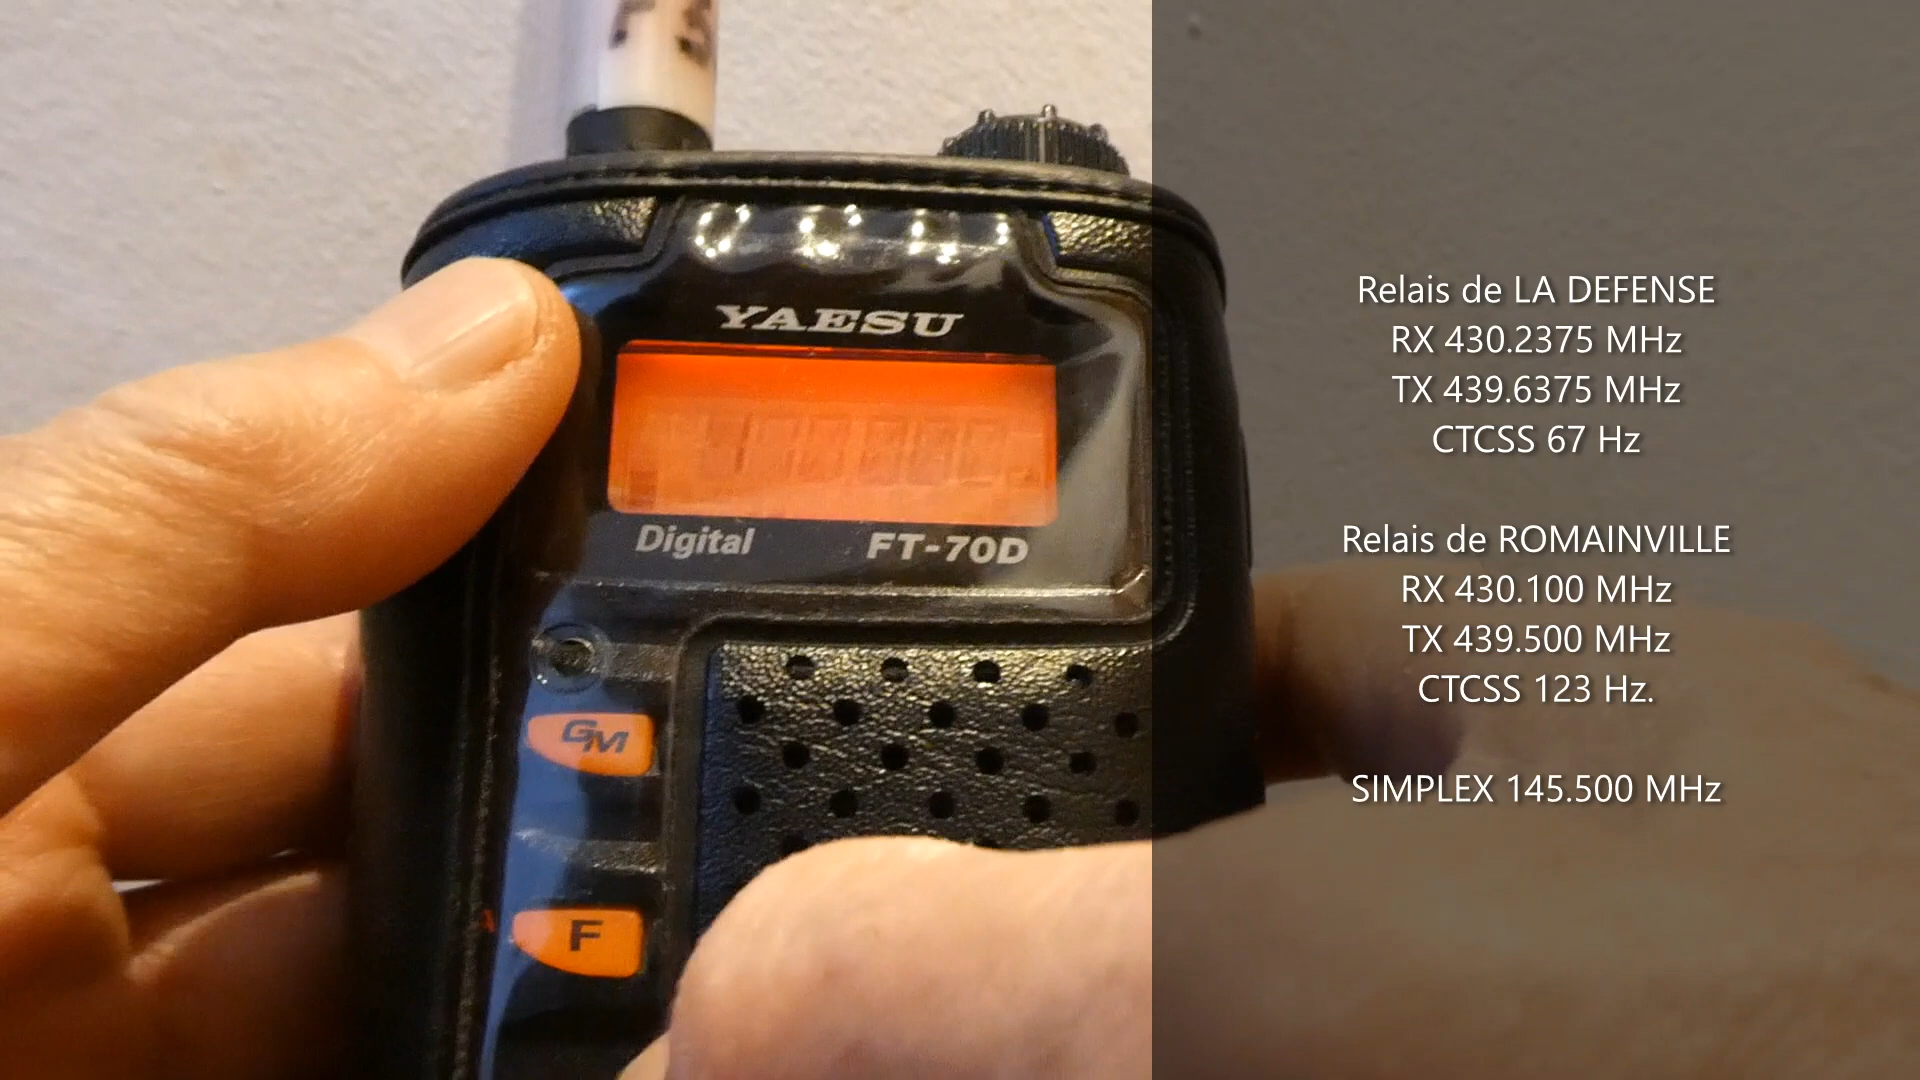 YAESU
Digital FT-70D
GM
F
Relais de LA DEFENSE
RX 430.2375 MHz
TX 439.6375 MHz
CTCSS 67 Hz
Relais de ROMAINVILLE
RX 430.100 MHz
TX 439.500 MHz
CTCSS 123 Hz.
SIMPLEX 145.500 MHz